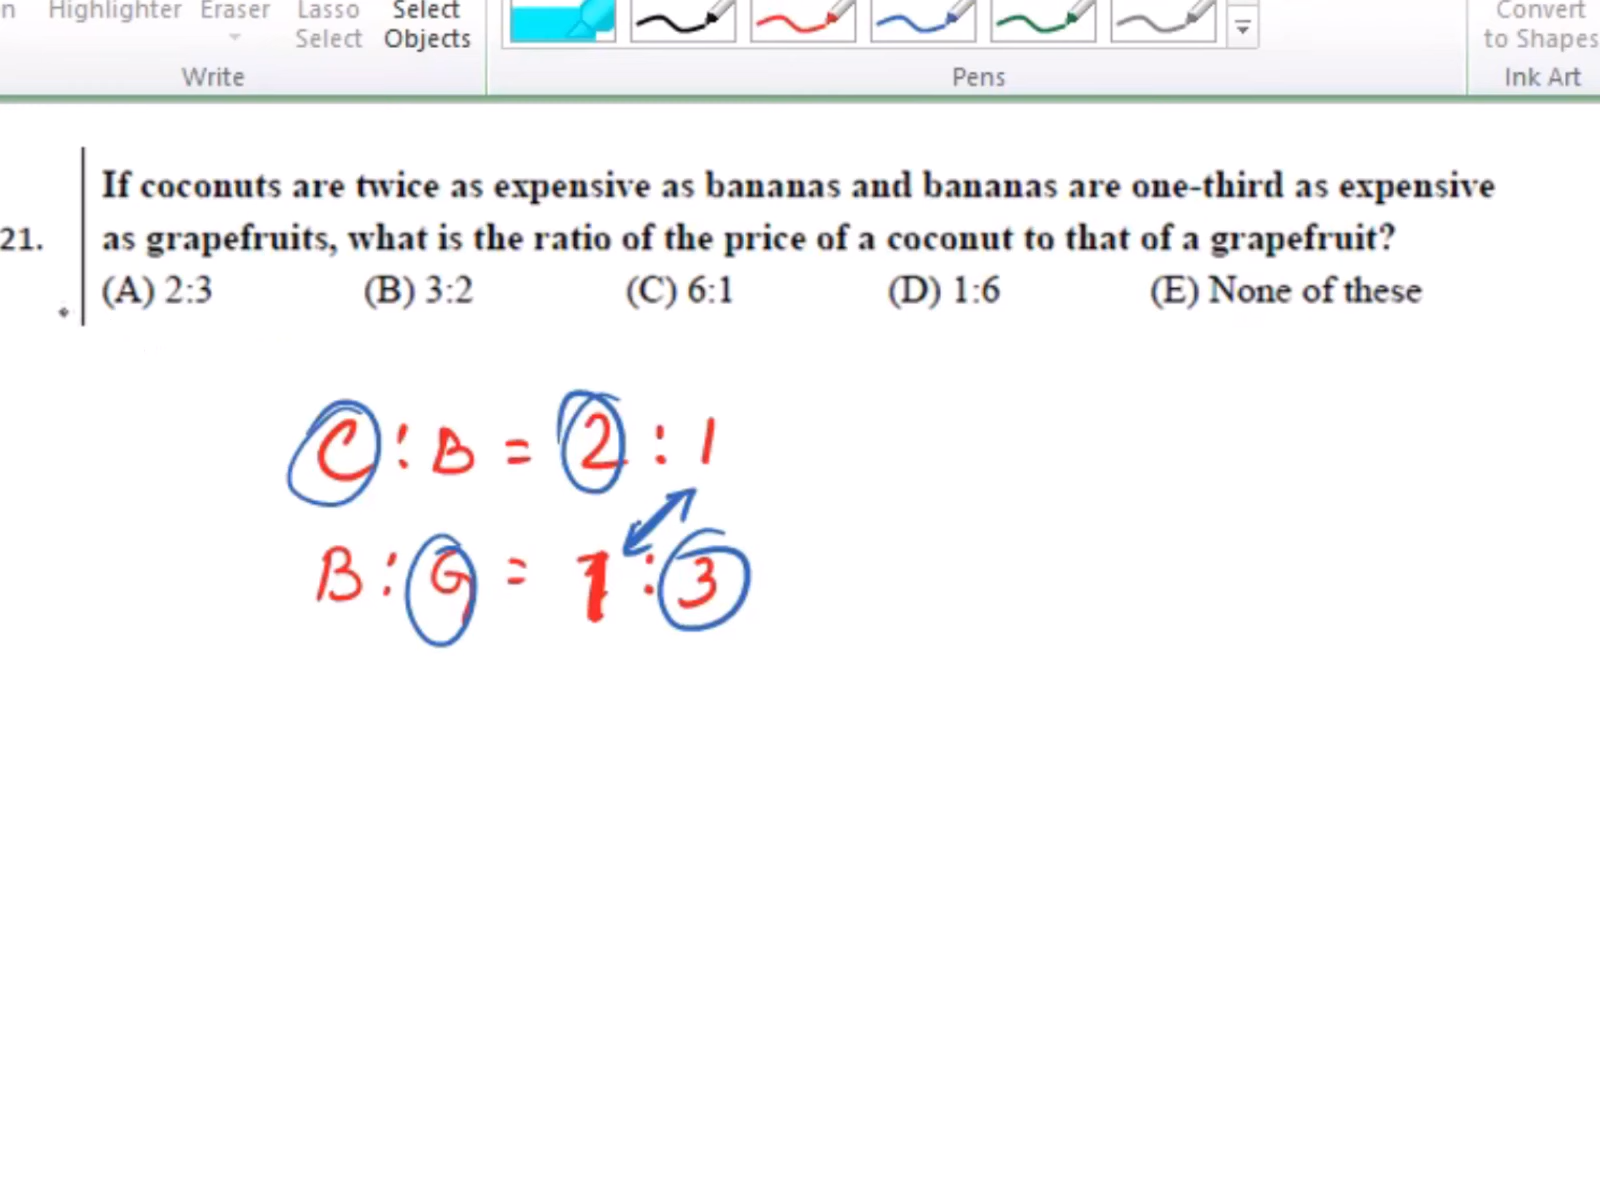 n Highlighter Eraser Lasso Select Select Objects Convert to Shapes
Write Pens Ink Art
If coconuts are twice as expensive as bananas and bananas are one-third as expensive
21. as grapefruits, what is the ratio of the price of a coconut to that of a grapefruit?
(A) 2:3 (B) 3:2 (C) 6:1 (D) 1:6 (E) None of these
C : B = 2 : 1
B : G = 1 : 3